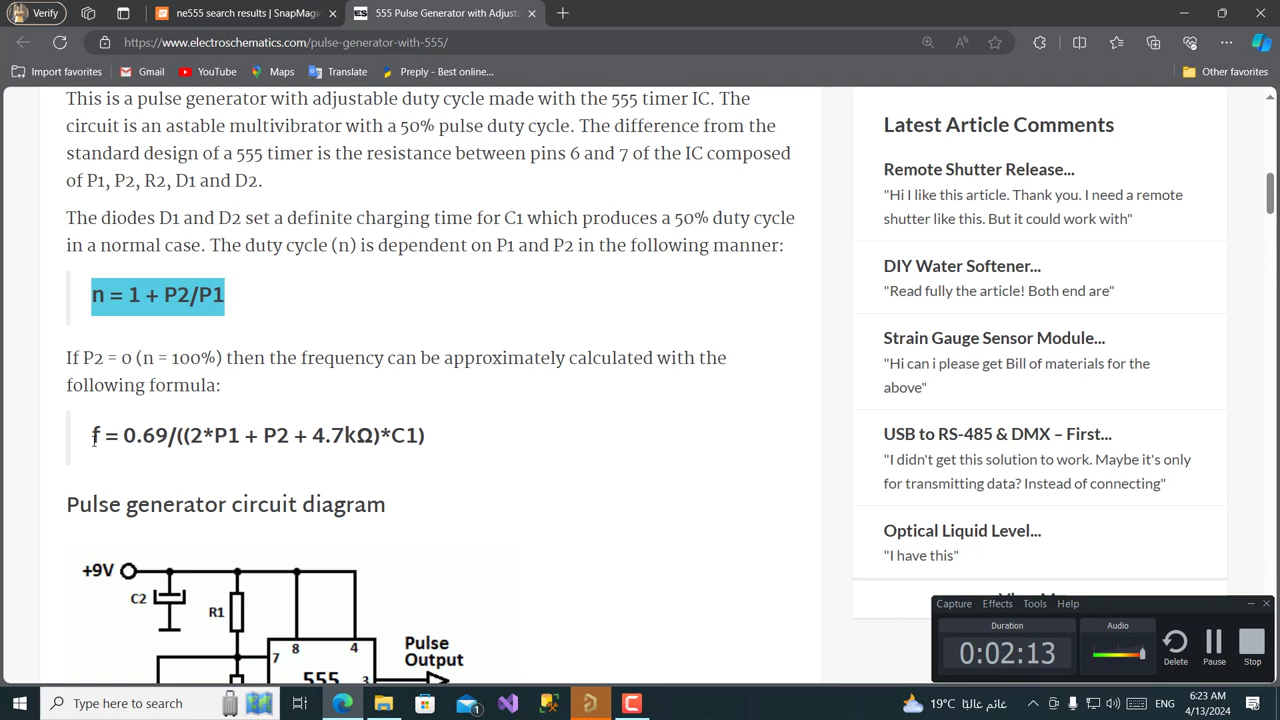 Verify
ne555 search results | SnapMagi
ES 555 Pulse Generator with Adjusta
https://www.electroschematics.com/pulse-generator-with-555/
Import favorites
Gmail
YouTube
Maps
Translate
Preply - Best online...
Other favorites
This is a pulse generator with adjustable duty cycle made with the 555 timer IC. The
circuit is an astable multivibrator with a 50% pulse duty cycle. The difference from the
standard design of a 555 timer is the resistance between pins 6 and 7 of the IC composed
of P1, P2, R2, D1 and D2.
The diodes D1 and D2 set a definite charging time for C1 which produces a 50% duty cycle
in a normal case. The duty cycle (n) is dependent on P1 and P2 in the following manner:
n = 1 + P2/P1
If P2 = 0 (n = 100%) then the frequency can be approximately calculated with the
following formula:
f = 0.69/((2*P1 + P2 + 4.7kΩ)*C1)
Pulse generator circuit diagram
+9V
C2
R1
8
4
7
555
3
Pulse
Output
Latest Article Comments
Remote Shutter Release...
"Hi I like this article. Thank you. I need a remote
shutter like this. But it could work with"
DIY Water Softener...
"Read fully the article! Both end are"
Strain Gauge Sensor Module...
"Hi can i please get Bill of materials for the
above"
USB to RS-485 & DMX – First...
"I didn't get this solution to work. Maybe it's only
for transmitting data? Instead of connecting"
Optical Liquid Level...
"I have this"
Capture Effects Tools Help
Duration
0:02:13
Audio
Delete
Pause
Stop
Type here to search
1
19°C غائم غالبًا
ENG
6:23 AM
4/13/2024